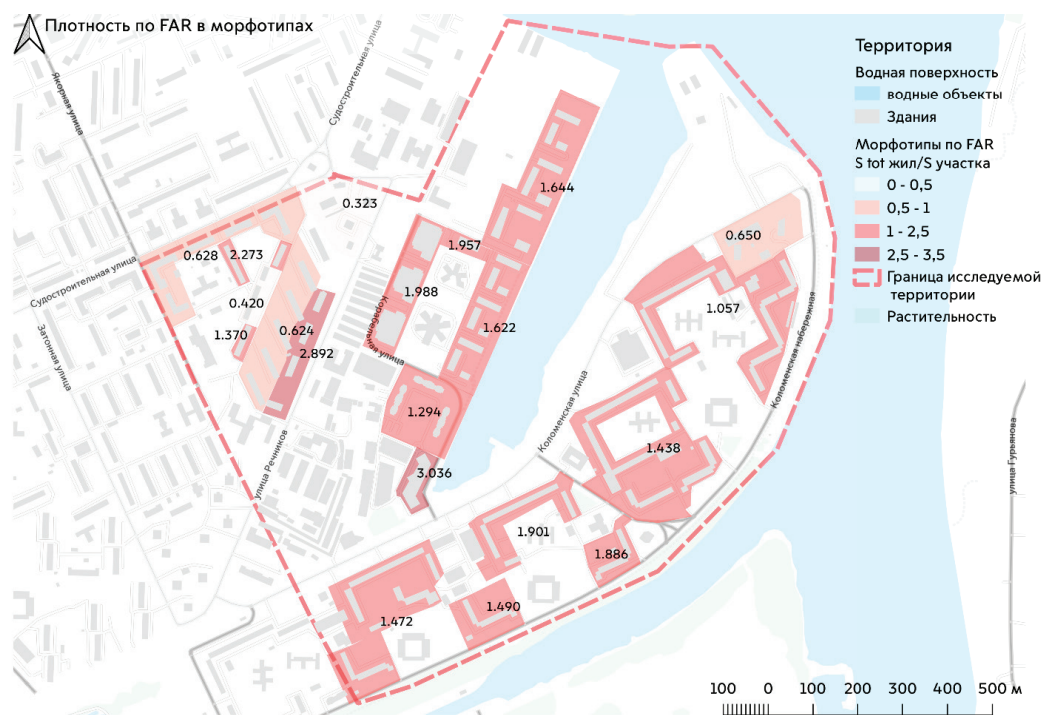 Плотность по FAR в морфотипах
Территория
Водная поверхность
водные объекты
Здания
Морфотипы по FAR
S tot жил/S участка
0 - 0,5
0,5 - 1
1 - 2,5
2,5 - 3,5
Граница исследуемой
территории
Растительность
Якорная улица
Судостроительная улица
Судостроительная улица
Затонная улица
улица Речников
Корабельная улица
Коломенская улица
Коломенская набережная
улица Гурьянова
1.644
0.323
0.650
1.957
0.628
2.273
1.988
0.420
1.057
1.622
0.624
1.370
2.892
1.294
1.438
3.036
1.901
1.886
1.490
1.472
100 0 100 200 300 400 500 м